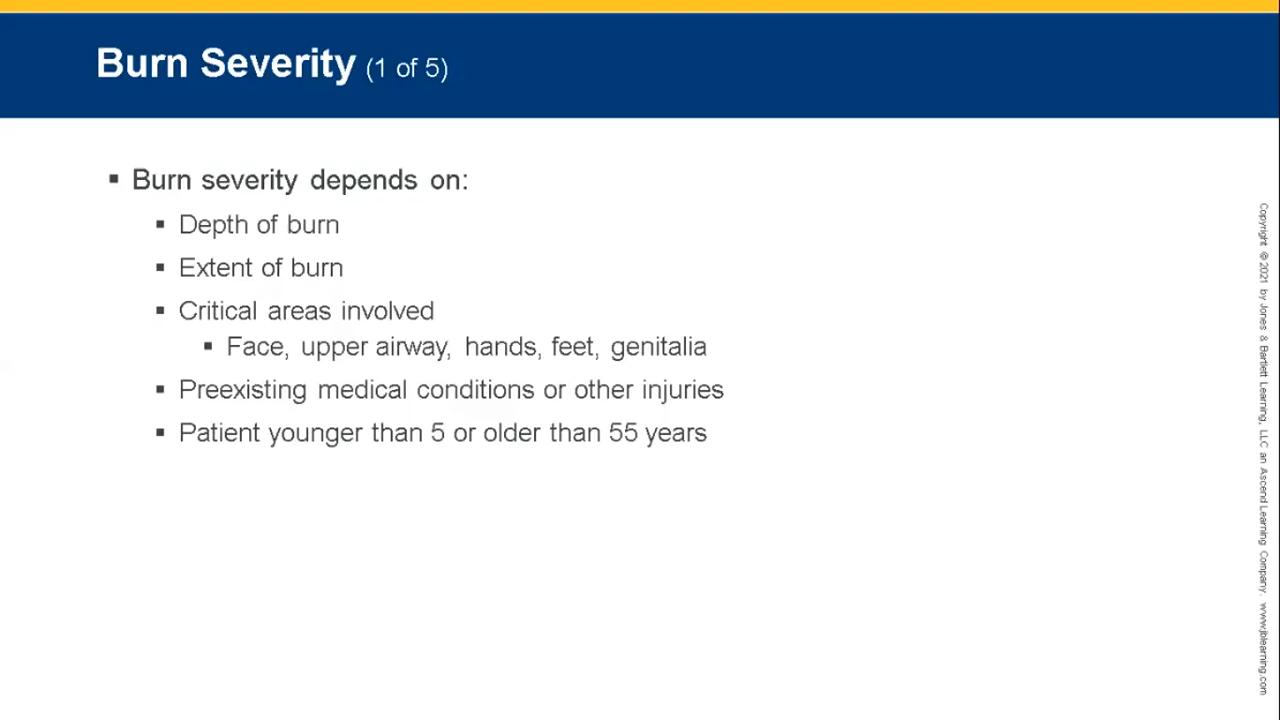 Burn Severity (1 of 5)
▪ Burn severity depends on:
▪ Depth of burn
▪ Extent of burn
▪ Critical areas involved
▪ Face, upper airway, hands, feet, genitalia
▪ Preexisting medical conditions or other injuries
▪ Patient younger than 5 or older than 55 years
Copyright © 2021 by Jones & Bartlett Learning, LLC an Ascend Learning Company. www.jblearning.com